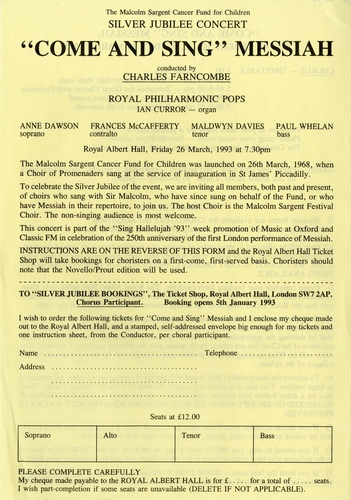 The Malcolm Sargent Cancer Fund for Children
SILVER JUBILEE CONCERT
“COME AND SING” MESSIAH
conducted by
CHARLES FARNCOMBE
ROYAL PHILHARMONIC POPS
IAN CURROR — organ
ANNE DAWSON FRANCES McCAFFERTY MALDWYN DAVIES PAUL WHELAN
soprano contralto tenor bass
Royal Albert Hall, Friday 26 March, 1993 at 7.30pm
The Malcolm Sargent Cancer Fund for Children was launched on 26th March, 1968, when
a Choir of Promenaders sang at the service of inauguration in St James’ Piccadilly.
To celebrate the Silver Jubilee of the event, we are inviting all members, both past and present,
of choirs who sang with Sir Malcolm, who have since sung on behalf of the Fund, or who
have Messiah in their repertoire, to join us. The host Choir is the Malcolm Sargent Festival
Choir. The non-singing audience is most welcome.
This concert is part of the “Sing Hallelujah ’93” week promotion of Music at Oxford and
Classic FM in celebration of the 250th anniversary of the first London performance of Messiah.
INSTRUCTIONS ARE ON THE REVERSE OF THIS FORM and the Royal Albert Hall Ticket
Shop will take bookings for choristers on a first-come, first-served basis. Choristers should
note that the Novello/Prout edition will be used.
TO “SILVER JUBILEE BOOKINGS”, The Ticket Shop, Royal Albert Hall, London SW7 2AP.
Chorus Participant. Booking opens 5th January 1993
I wish to order the following tickets for “Come and Sing” Messiah and I enclose my cheque made
out to the Royal Albert Hall, and a stamped, self-addressed envelope big enough for my tickets and
one instruction sheet, from the Conductor, per choral participant.
Name ........ Telephone ........
Address ........
Seats at £12.00
Soprano Alto Tenor Bass
PLEASE COMPLETE CAREFULLY
My cheque made payable to the ROYAL ALBERT HALL is for £..... for a total of ..... seats.
I wish part-completion if some seats are unavailable (DELETE IF NOT APPLICABLE).